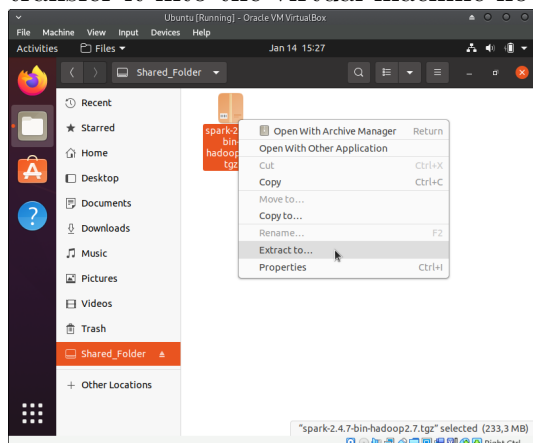 Ubuntu [Running] - Oracle VM VirtualBox
File Machine View Input Devices Help
Activities Files Jan 14 15:27
Shared_Folder
Recent
Starred
Home
Desktop
Documents
Downloads
Music
Pictures
Videos
Trash
Shared_Folder
+ Other Locations
spark-2
bin-
hadoop
tgz
Open With Archive Manager Return
Open With Other Application
Cut Ctrl+X
Copy Ctrl+C
Move to…
Copy to…
Rename… F2
Extract to…
Properties Ctrl+I
"spark-2.4.7-bin-hadoop2.7.tgz" selected (233,3 MB)
Right Ctrl